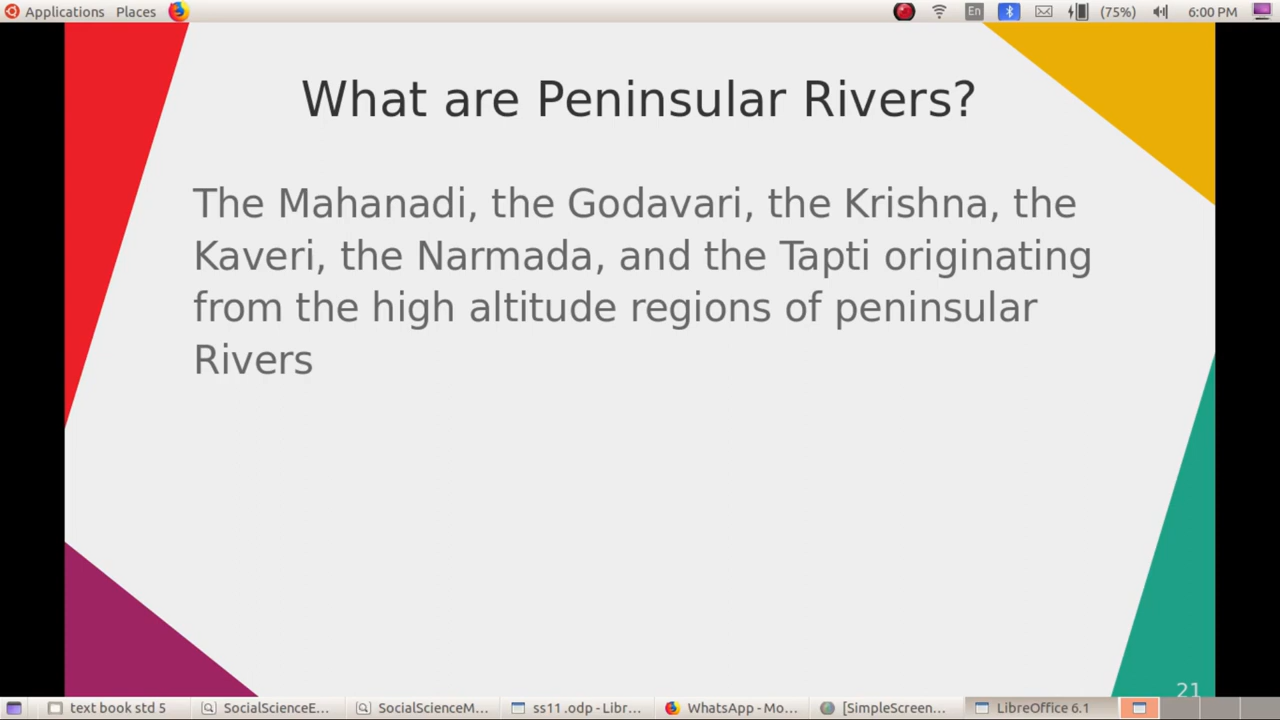 Applications Places En (75%) 6:00 PM
What are Peninsular Rivers?
The Mahanadi, the Godavari, the Krishna, the
Kaveri, the Narmada, and the Tapti originating
from the high altitude regions of peninsular
Rivers
21
text book std 5 SocialScienceE... SocialScienceM... ss11.odp - Libr... WhatsApp - Mo... [SimpleScreen... LibreOffice 6.1